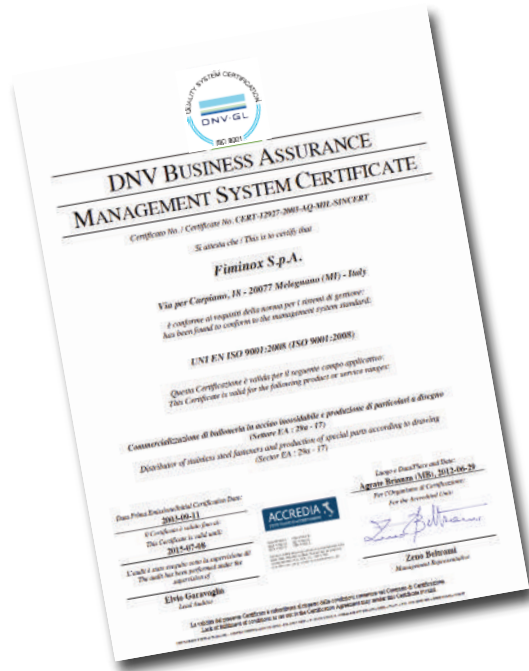 QUALITY SYSTEM CERTIFICATION
DNV·GL
ISO 9001
DNV BUSINESS ASSURANCE
MANAGEMENT SYSTEM CERTIFICATE
Certificato No. / Certificate No. CERT-12927-2003-AQ-MIL-SINCERT
Si attesta che / This is to certify that
Fiminox S.p.A.
Via per Carpiano, 18 - 20077 Melegnano (MI) - Italy
è conforme ai requisiti della norma per i sistemi di gestione:
has been found to conform to the management system standard:
UNI EN ISO 9001:2008 (ISO 9001:2008)
Questa Certificazione è valida per il seguente campo applicativo:
This Certificate is valid for the following product or service ranges:
Commercializzazione di bulloneria in acciaio inossidabile e produzione di particolari a disegno
(Settore EA : 29a - 17)
Distributor of stainless steel fasteners and production of special parts according to drawing
(Sector EA : 29a - 17)
Data Prima Emissione/Initial Certification Date:
2003-09-11
Il Certificato è valido fino al:
This Certificate is valid until:
2015-07-08
L'audit è stato eseguito sotto la supervisione di
The audit has been performed under the
supervision of
Elvio Garavaglia
Lead Auditor
ACCREDIA
Luogo e Data/Place and Date:
Agrate Brianza (MB), 2012-06-29
Per l'Organismo di Certificazione:
For the Accredited Unit:
Zeno Beltrami
Management Representative